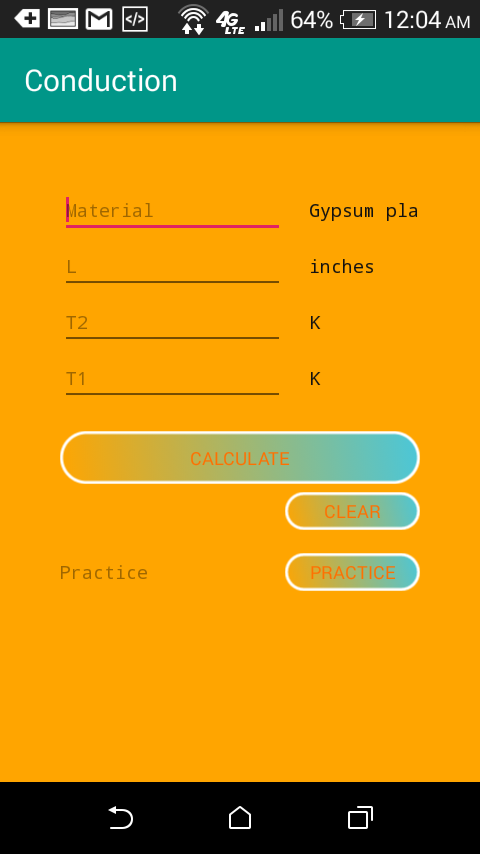 4G LTE 64% 12:04 AM
Conduction
Material Gypsum pla
L inches
T2 K
T1 K
CALCULATE
CLEAR
Practice PRACTICE